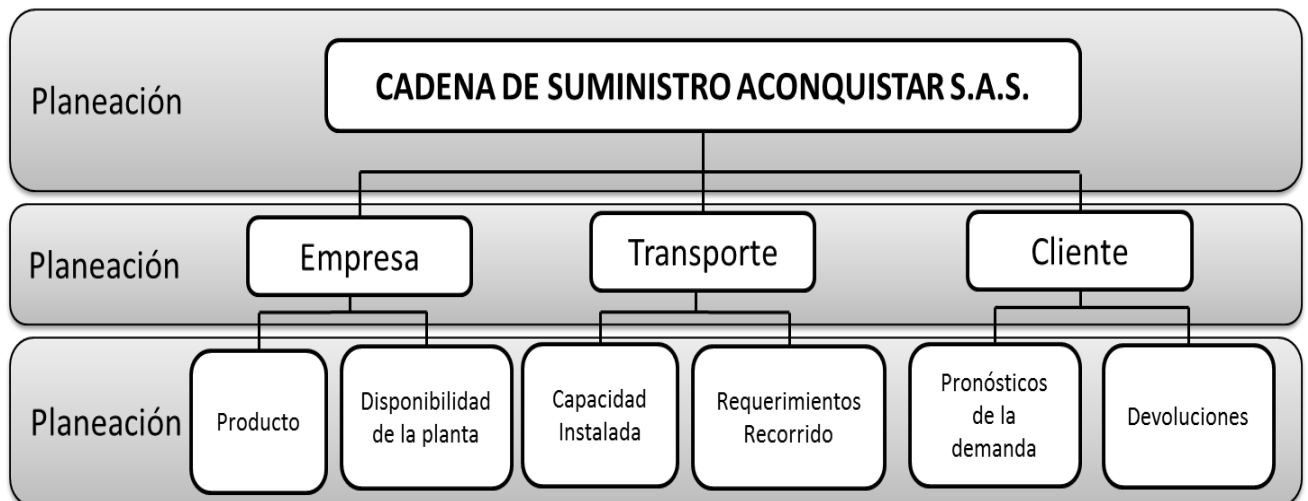 Planeación
CADENA DE SUMINISTRO ACONQUISTAR S.A.S.
Planeación
Empresa
Transporte
Cliente
Planeación
Producto
Disponibilidad
de la planta
Capacidad
Instalada
Requerimientos
Recorrido
Pronósticos
de la
demanda
Devoluciones